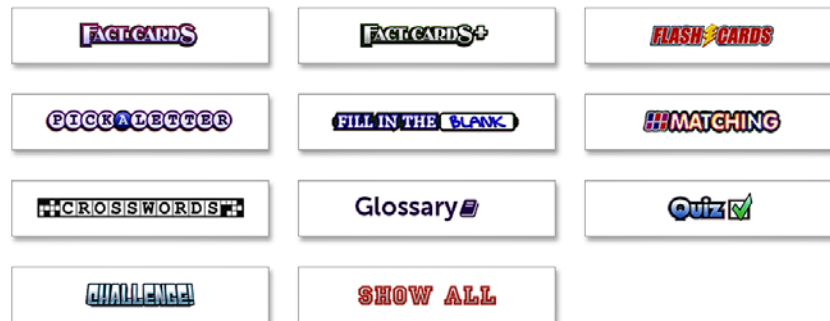 FACT CARDS
FACT CARDS+
FLASH CARDS
PICK A LETTER
FILL IN THE BLANK
MATCHING
CROSSWORDS
Glossary
Quiz
CHALLENGE!
SHOW ALL